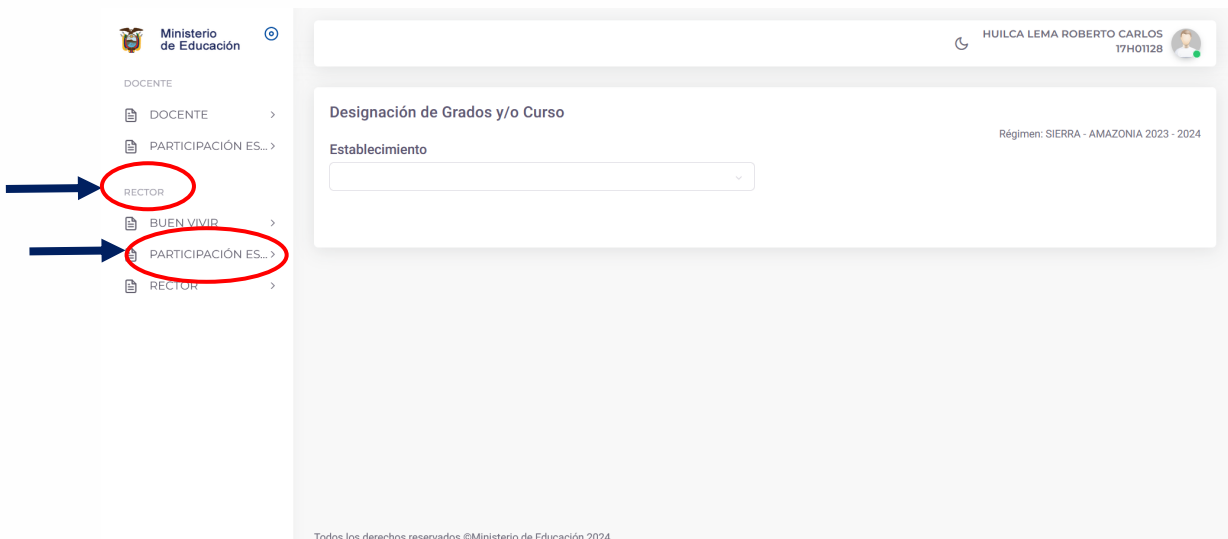 Ministerio
de Educación
DOCENTE
DOCENTE
PARTICIPACIÓN ES...
RECTOR
BUEN VIVIR
PARTICIPACIÓN ES...
RECTOR
HUILCA LEMA ROBERTO CARLOS
17H01128
Designación de Grados y/o Curso
Régimen: SIERRA - AMAZONIA 2023 - 2024
Establecimiento
Todos los derechos reservados ©Ministerio de Educación 2024